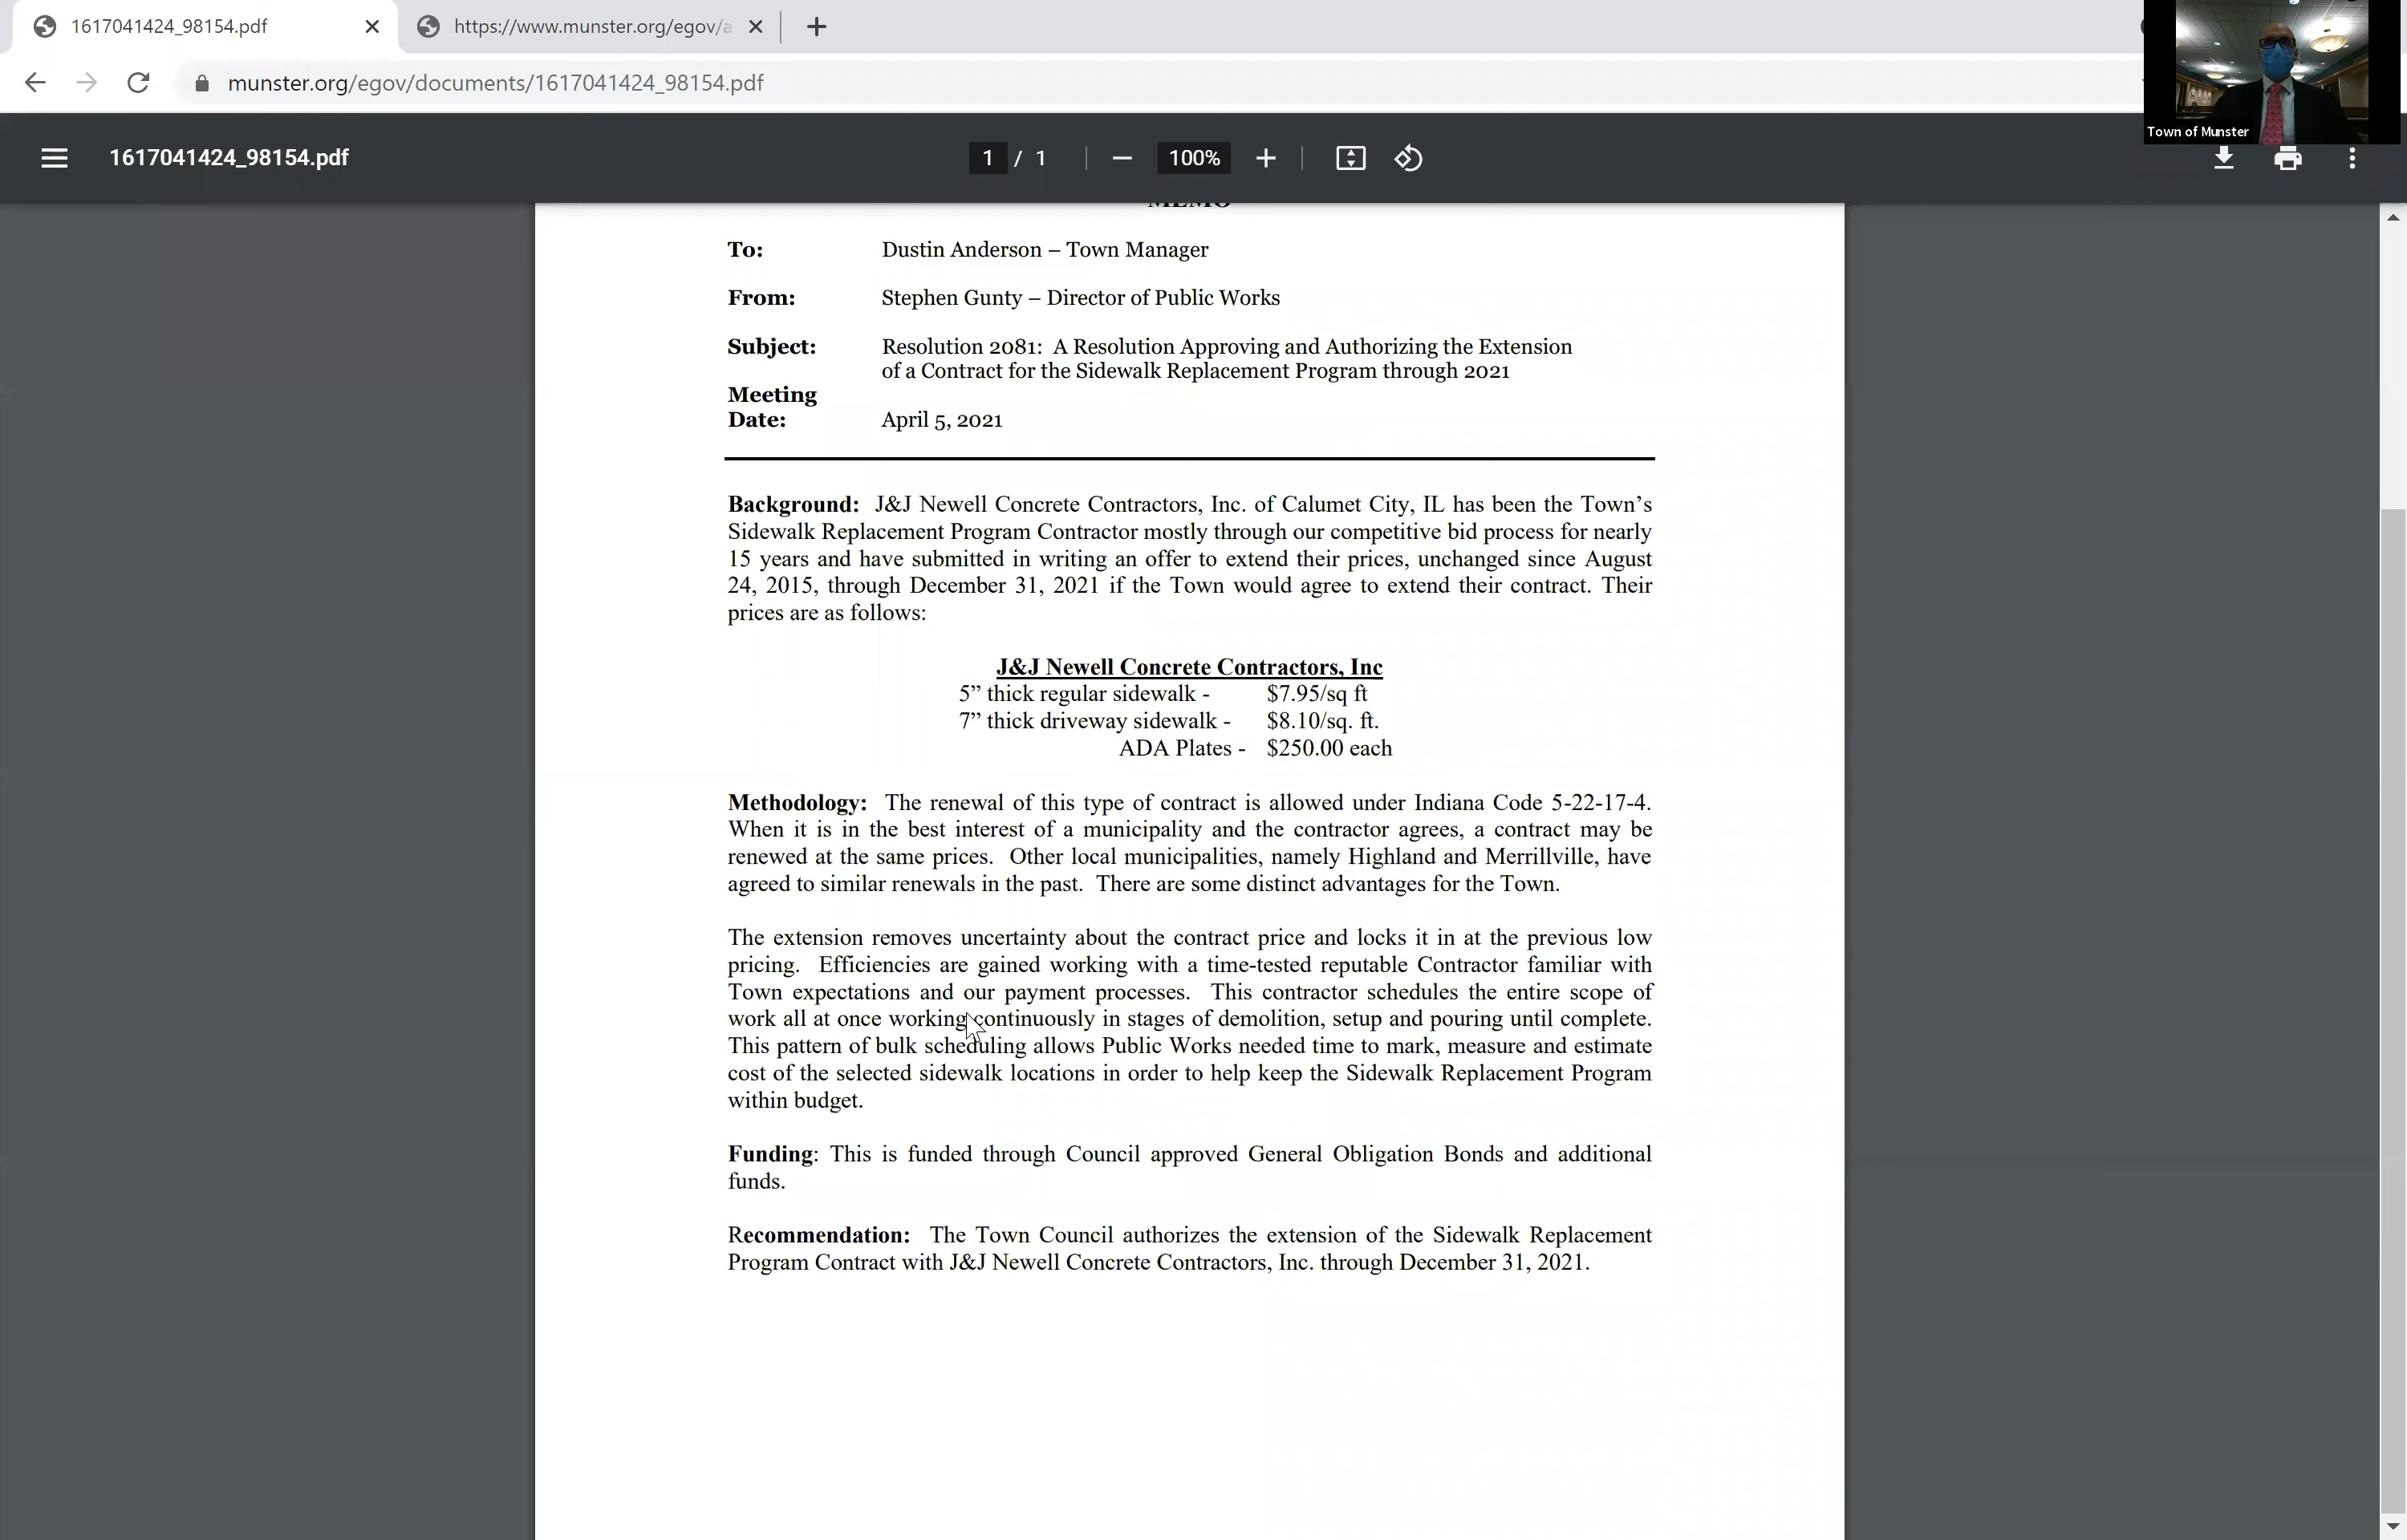 1617041424_98154.pdf
https://www.munster.org/egov/a
munster.org/egov/documents/1617041424_98154.pdf
Town of Munster
1617041424_98154.pdf
1 / 1
100%
MEMO
To: Dustin Anderson – Town Manager
From: Stephen Gunty – Director of Public Works
Subject: Resolution 2081: A Resolution Approving and Authorizing the Extension
of a Contract for the Sidewalk Replacement Program through 2021
Meeting
Date: April 5, 2021
Background: J&J Newell Concrete Contractors, Inc. of Calumet City, IL has been the Town’s
Sidewalk Replacement Program Contractor mostly through our competitive bid process for nearly
15 years and have submitted in writing an offer to extend their prices, unchanged since August
24, 2015, through December 31, 2021 if the Town would agree to extend their contract. Their
prices are as follows:
J&J Newell Concrete Contractors, Inc
5” thick regular sidewalk - $7.95/sq ft
7” thick driveway sidewalk - $8.10/sq. ft.
ADA Plates - $250.00 each
Methodology: The renewal of this type of contract is allowed under Indiana Code 5-22-17-4.
When it is in the best interest of a municipality and the contractor agrees, a contract may be
renewed at the same prices. Other local municipalities, namely Highland and Merrillville, have
agreed to similar renewals in the past. There are some distinct advantages for the Town.
The extension removes uncertainty about the contract price and locks it in at the previous low
pricing. Efficiencies are gained working with a time-tested reputable Contractor familiar with
Town expectations and our payment processes. This contractor schedules the entire scope of
work all at once working continuously in stages of demolition, setup and pouring until complete.
This pattern of bulk scheduling allows Public Works needed time to mark, measure and estimate
cost of the selected sidewalk locations in order to help keep the Sidewalk Replacement Program
within budget.
Funding: This is funded through Council approved General Obligation Bonds and additional
funds.
Recommendation: The Town Council authorizes the extension of the Sidewalk Replacement
Program Contract with J&J Newell Concrete Contractors, Inc. through December 31, 2021.